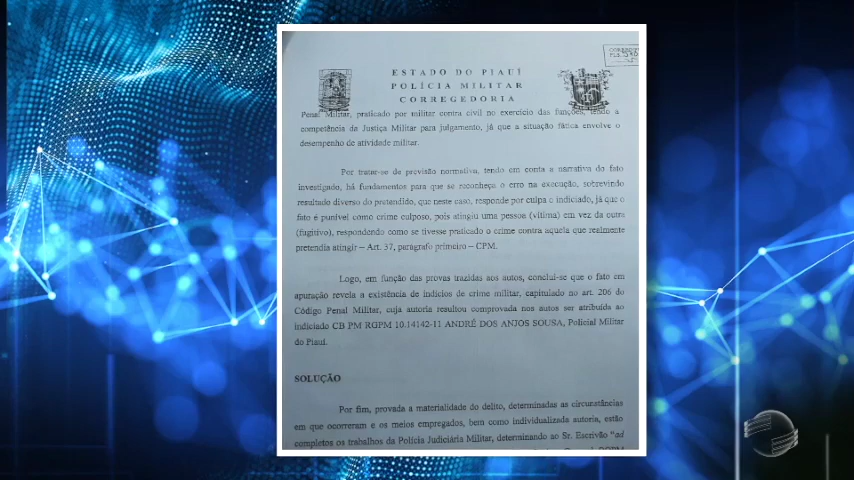 CORREGED
FLS 590
ESTADO DO PIAUÍ
POLÍCIA MILITAR
CORREGEDORIA
Penal Militar, praticado por militar contra civil no exercício das funções, tendo a
competência da Justiça Militar para julgamento, já que a situação fática envolve o
desempenho de atividade militar.
Por tratar-se de previsão normativa, tendo em conta a narrativa do fato
investigado, há fundamentos para que se reconheça o erro na execução, sobrevindo
resultado diverso do pretendido, que neste caso, responde por culpa o indiciado, já que o
fato é punível como crime culposo, pois atingiu uma pessoa (vítima) em vez da outra
(fugitivo), respondendo como se tivesse praticado o crime contra aquela que realmente
pretendia atingir – Art. 37, paragrafo primeiro – CPM.
Logo, em função das provas trazidas aos autos, conclui-se que o fato em
apuração revela a existência de indícios de crime militar, capitulado no art. 206 do
Código Penal Militar, cuja autoria resultou comprovada nos autos ser atribuída ao
indiciado CB PM RGPM 10.14142-11 ANDRÉ DOS ANJOS SOUSA, Policial Militar
do Piauí.
SOLUÇÃO
Por fim, provada a materialidade do delito, determinadas as circunstâncias
em que ocorreram e os meios empregados, bem como individualizada autoria, estão
completos os trabalhos da Polícia Judiciária Militar, determinando ao Sr. Escrivão "ad